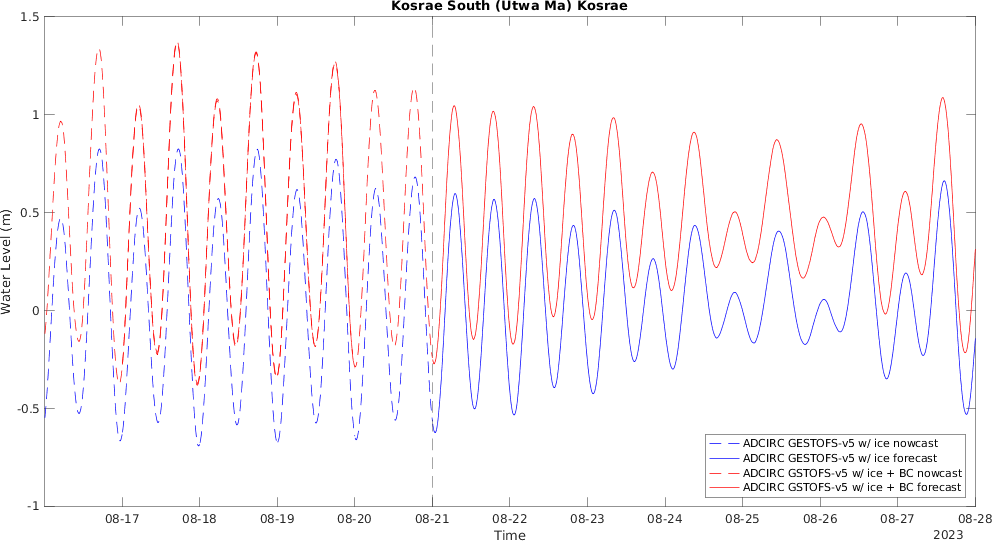 Kosrae South (Utwa Ma) Kosrae
1.5
1
0.5
0
-0.5
-1
Water Level (m)
ADCIRC GESTOFS-v5 w/ ice nowcast
ADCIRC GESTOFS-v5 w/ ice forecast
ADCIRC GSTOFS-v5 w/ ice + BC nowcast
ADCIRC GSTOFS-v5 w/ ice + BC forecast
08-17 08-18 08-19 08-20 08-21 08-22 08-23 08-24 08-25 08-26 08-27 08-28
Time
2023